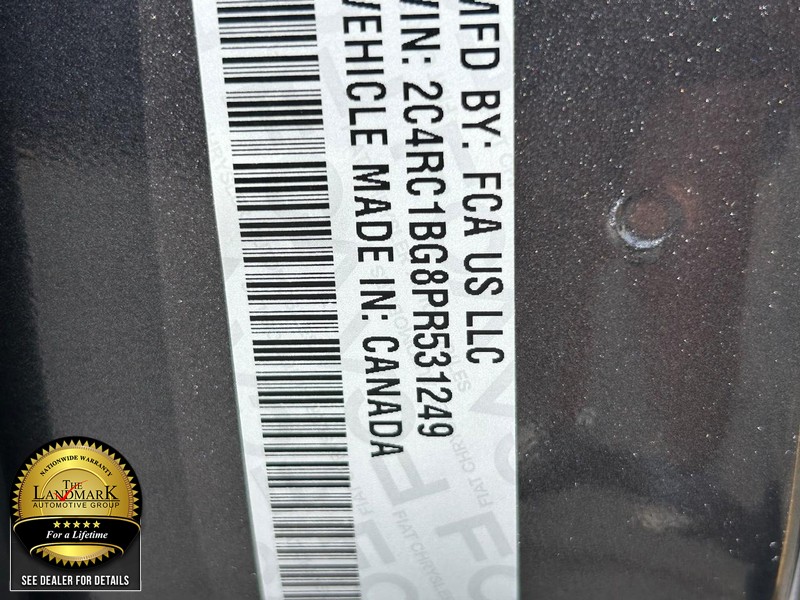 MFD BY: FCA US LLC
VIN: 2C4RC1BG8PR531249
VEHICLE MADE IN: CANADA
NATIONWIDE WARRANTY
THE
LANDMARK
AUTOMOTIVE GROUP
For a Lifetime
SEE DEALER FOR DETAILS